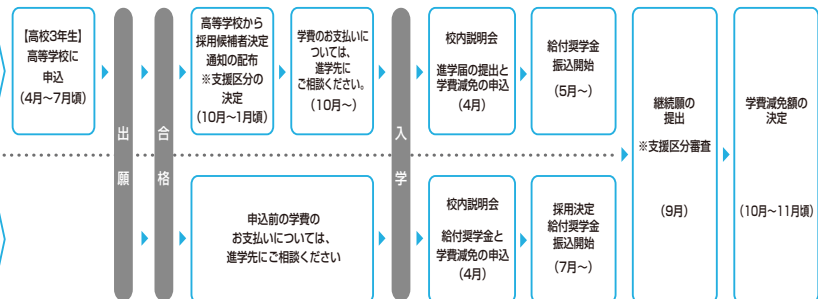 【高校3年生】
高等学校に
申込
（4月～7月頃）
出願
合格
高等学校から
採用候補者決定
通知の配布
※支援区分の
決定
（10月～1月頃）
学費のお支払いに
ついては、
進学先に
ご相談ください。
（10月～）
入学
校内説明会
進学届の提出と
学費減免の申込
（4月）
給付奨学金
振込開始
（5月～）
申込前の学費の
お支払いについては、
進学先にご相談ください
校内説明会
給付奨学金と
学費減免の申込
（4月）
採用決定
給付奨学金
振込開始
（7月～）
継続願の
提出
※支援区分審査
（9月）
学費減免額の
決定
（10月～11月頃）